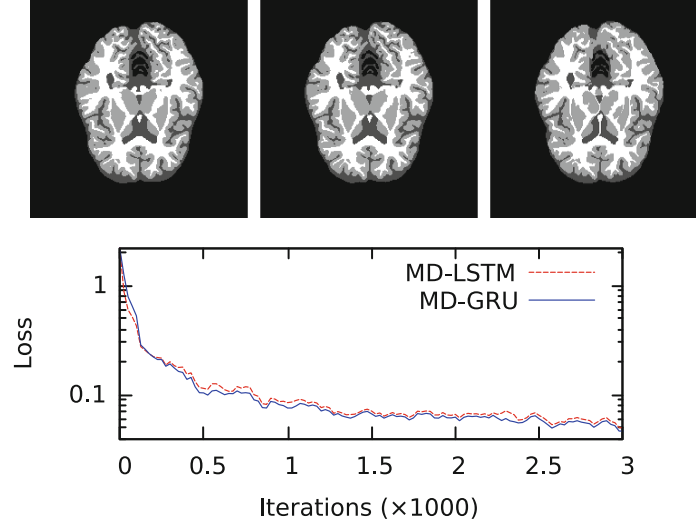 MD-LSTM
MD-GRU
1
0.1
Loss
0 0.5 1 1.5 2 2.5 3
Iterations (×1000)